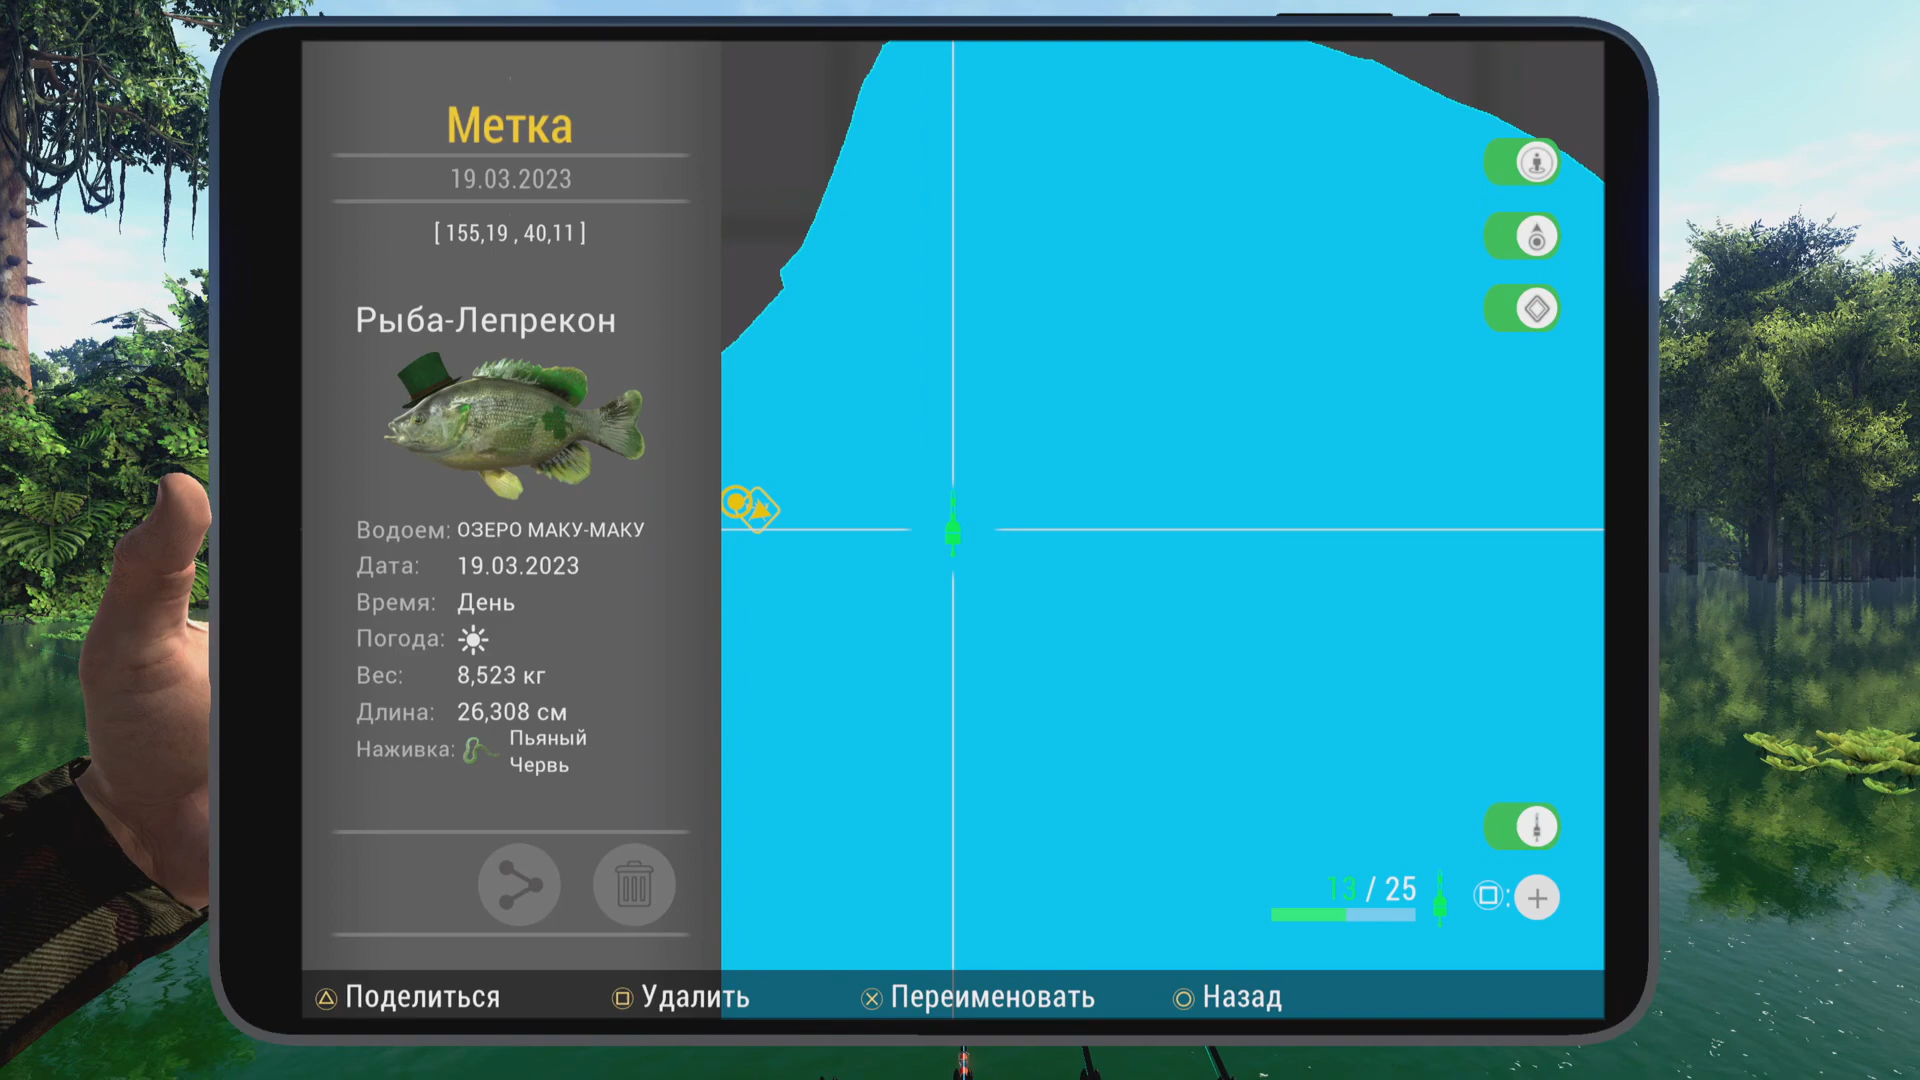 Метка
19.03.2023
[ 155,19 , 40,11 ]
Рыба-Лепрекон
Водоем: ОЗЕРО МАКУ-МАКУ
Дата: 19.03.2023
Время: День
Погода:
Вес: 8,523 кг
Длина: 26,308 см
Наживка: Пьяный
Червь
13 / 25
:
Поделиться Удалить Переименовать Назад